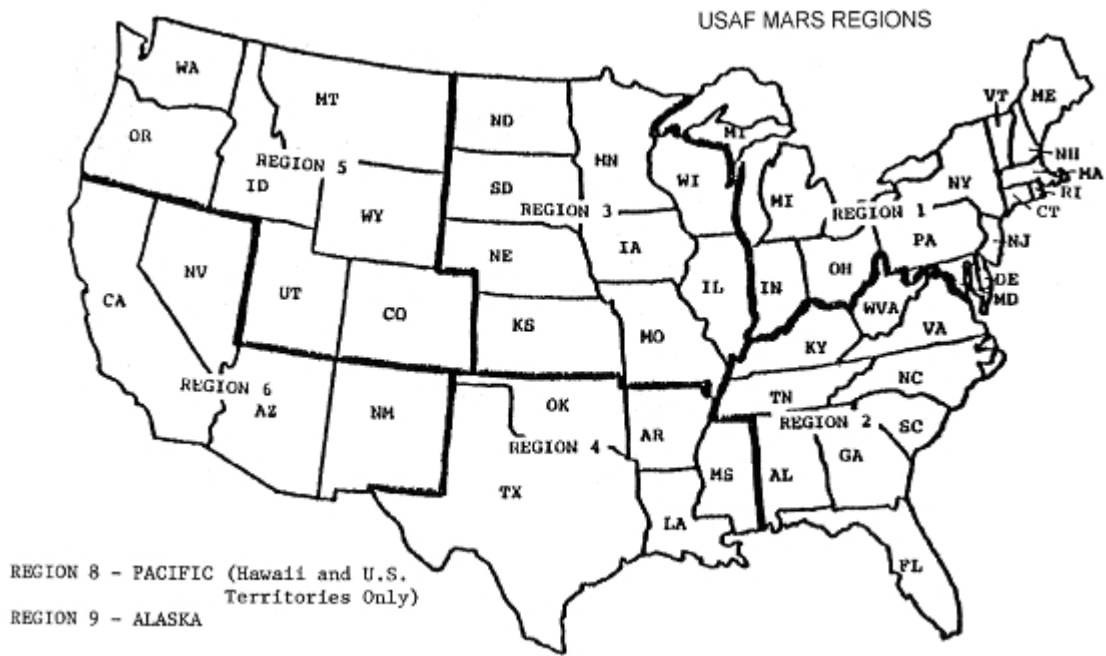 USAF MARS REGIONS
WA
MT
ND
VT
ME
OR
MN
MI
NH
MA
REGION 5
ID
SD
WI
MI
NY
RI
CT
WY
REGION 3
REGION 1
IA
PA
NJ
NV
NE
OH
DE
MD
CA
UT
IL
IN
CO
WVA
KS
MO
VA
KY
REGION 6
AZ
NM
OK
TN
NC
REGION 2
SC
AR
REGION 4
MS
AL
GA
TX
LA
FL
REGION 8 - PACIFIC (Hawaii and U.S.
Territories Only)
REGION 9 - ALASKA